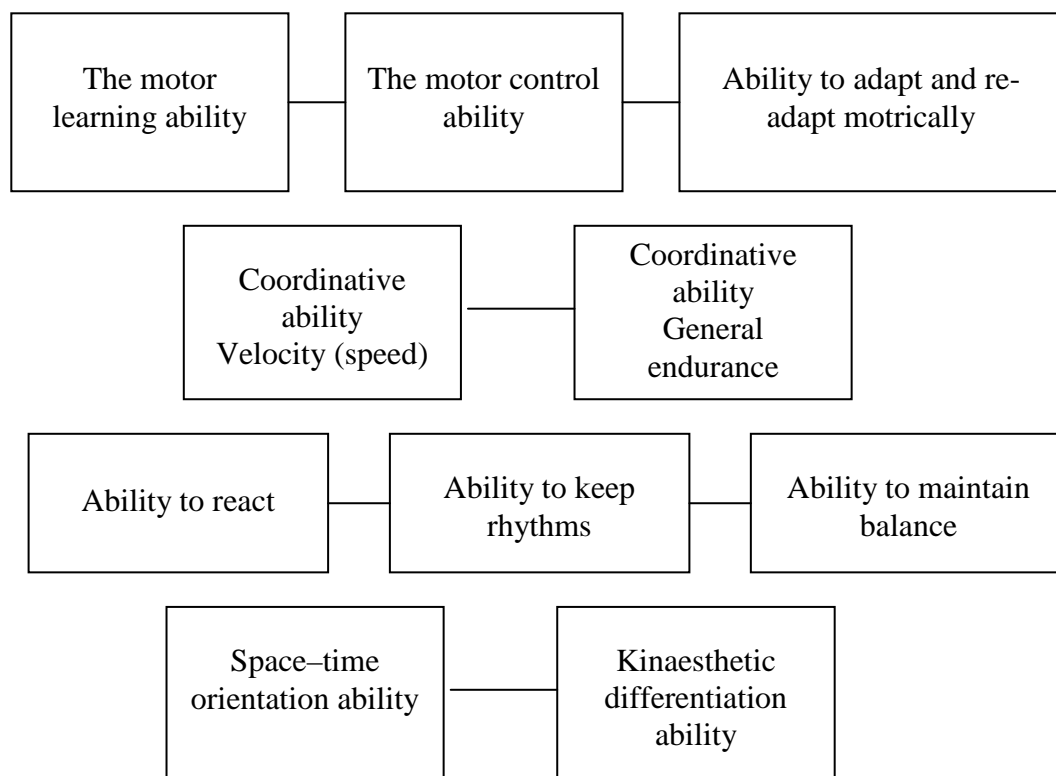 The motor
learning ability
The motor control
ability
Ability to adapt and re-
adapt motrically
Coordinative
ability
Velocity (speed)
Coordinative
ability
General
endurance
Ability to react
Ability to keep
rhythms
Ability to maintain
balance
Space–time
orientation ability
Kinaesthetic
differentiation
ability